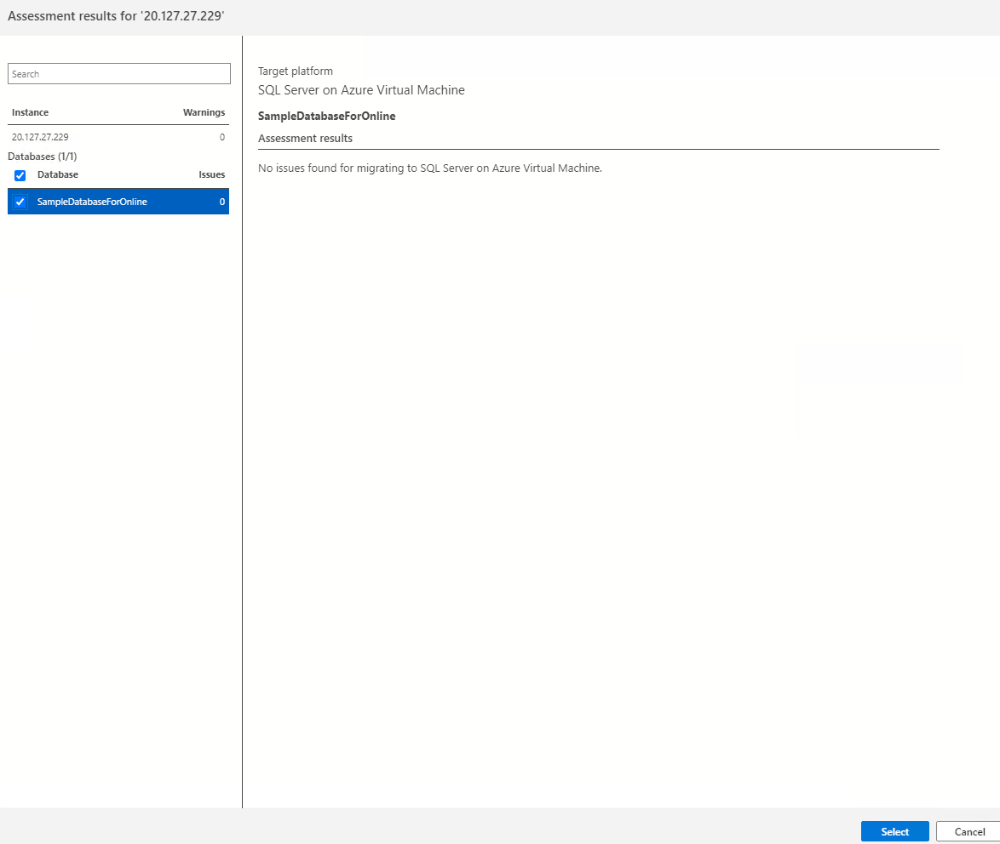 Assessment results for '20.127.27.229'
Search
Instance Warnings
20.127.27.229 0
Databases (1/1)
Database Issues
SampleDatabaseForOnline 0
Target platform
SQL Server on Azure Virtual Machine
SampleDatabaseForOnline
Assessment results
No issues found for migrating to SQL Server on Azure Virtual Machine.
Select Cancel